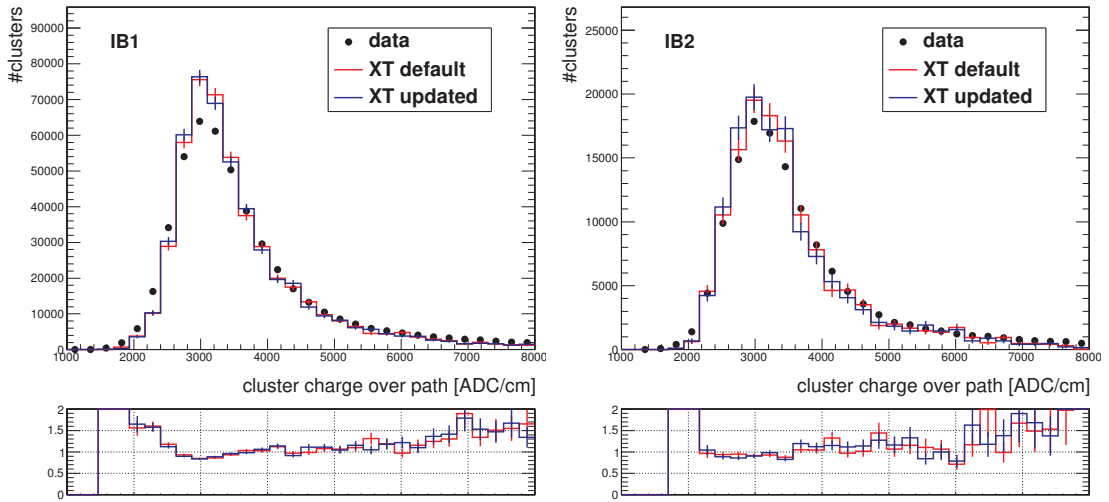 #clusters
90000
80000
70000
60000
50000
40000
30000
20000
10000
0
IB1
data
XT default
XT updated
1000 2000 3000 4000 5000 6000 7000 8000
cluster charge over path [ADC/cm]
2
1.5
1
0.5
0
#clusters
25000
20000
15000
10000
5000
0
IB2
data
XT default
XT updated
1000 2000 3000 4000 5000 6000 7000 8000
cluster charge over path [ADC/cm]
2
1.5
1
0.5
0